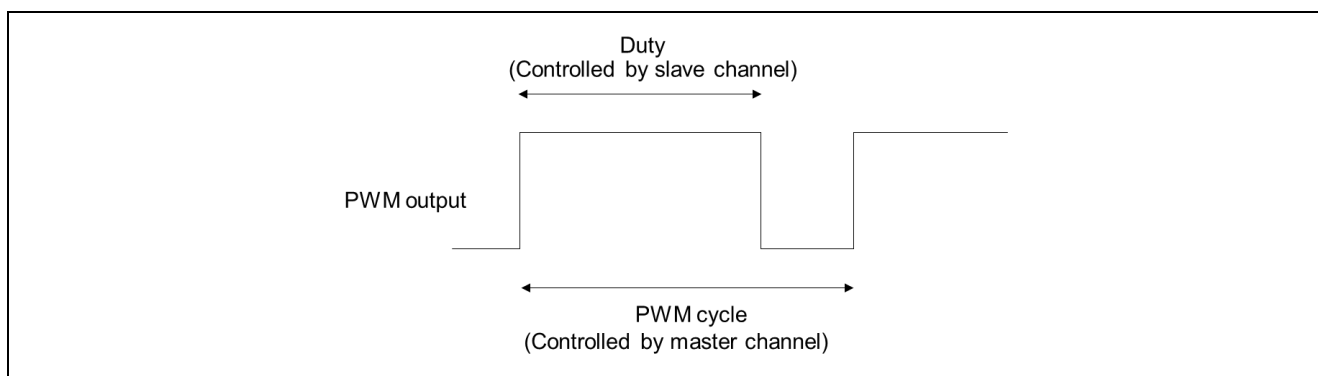 Duty
(Controlled by slave channel)
PWM output
PWM cycle
(Controlled by master channel)